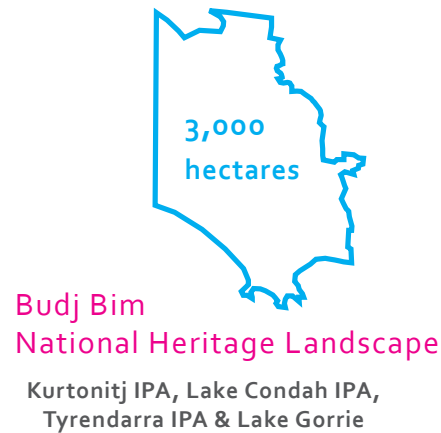 3,000
hectares
Budj Bim
National Heritage Landscape
Kurtonitj IPA, Lake Condah IPA,
Tyrendarra IPA & Lake Gorrie